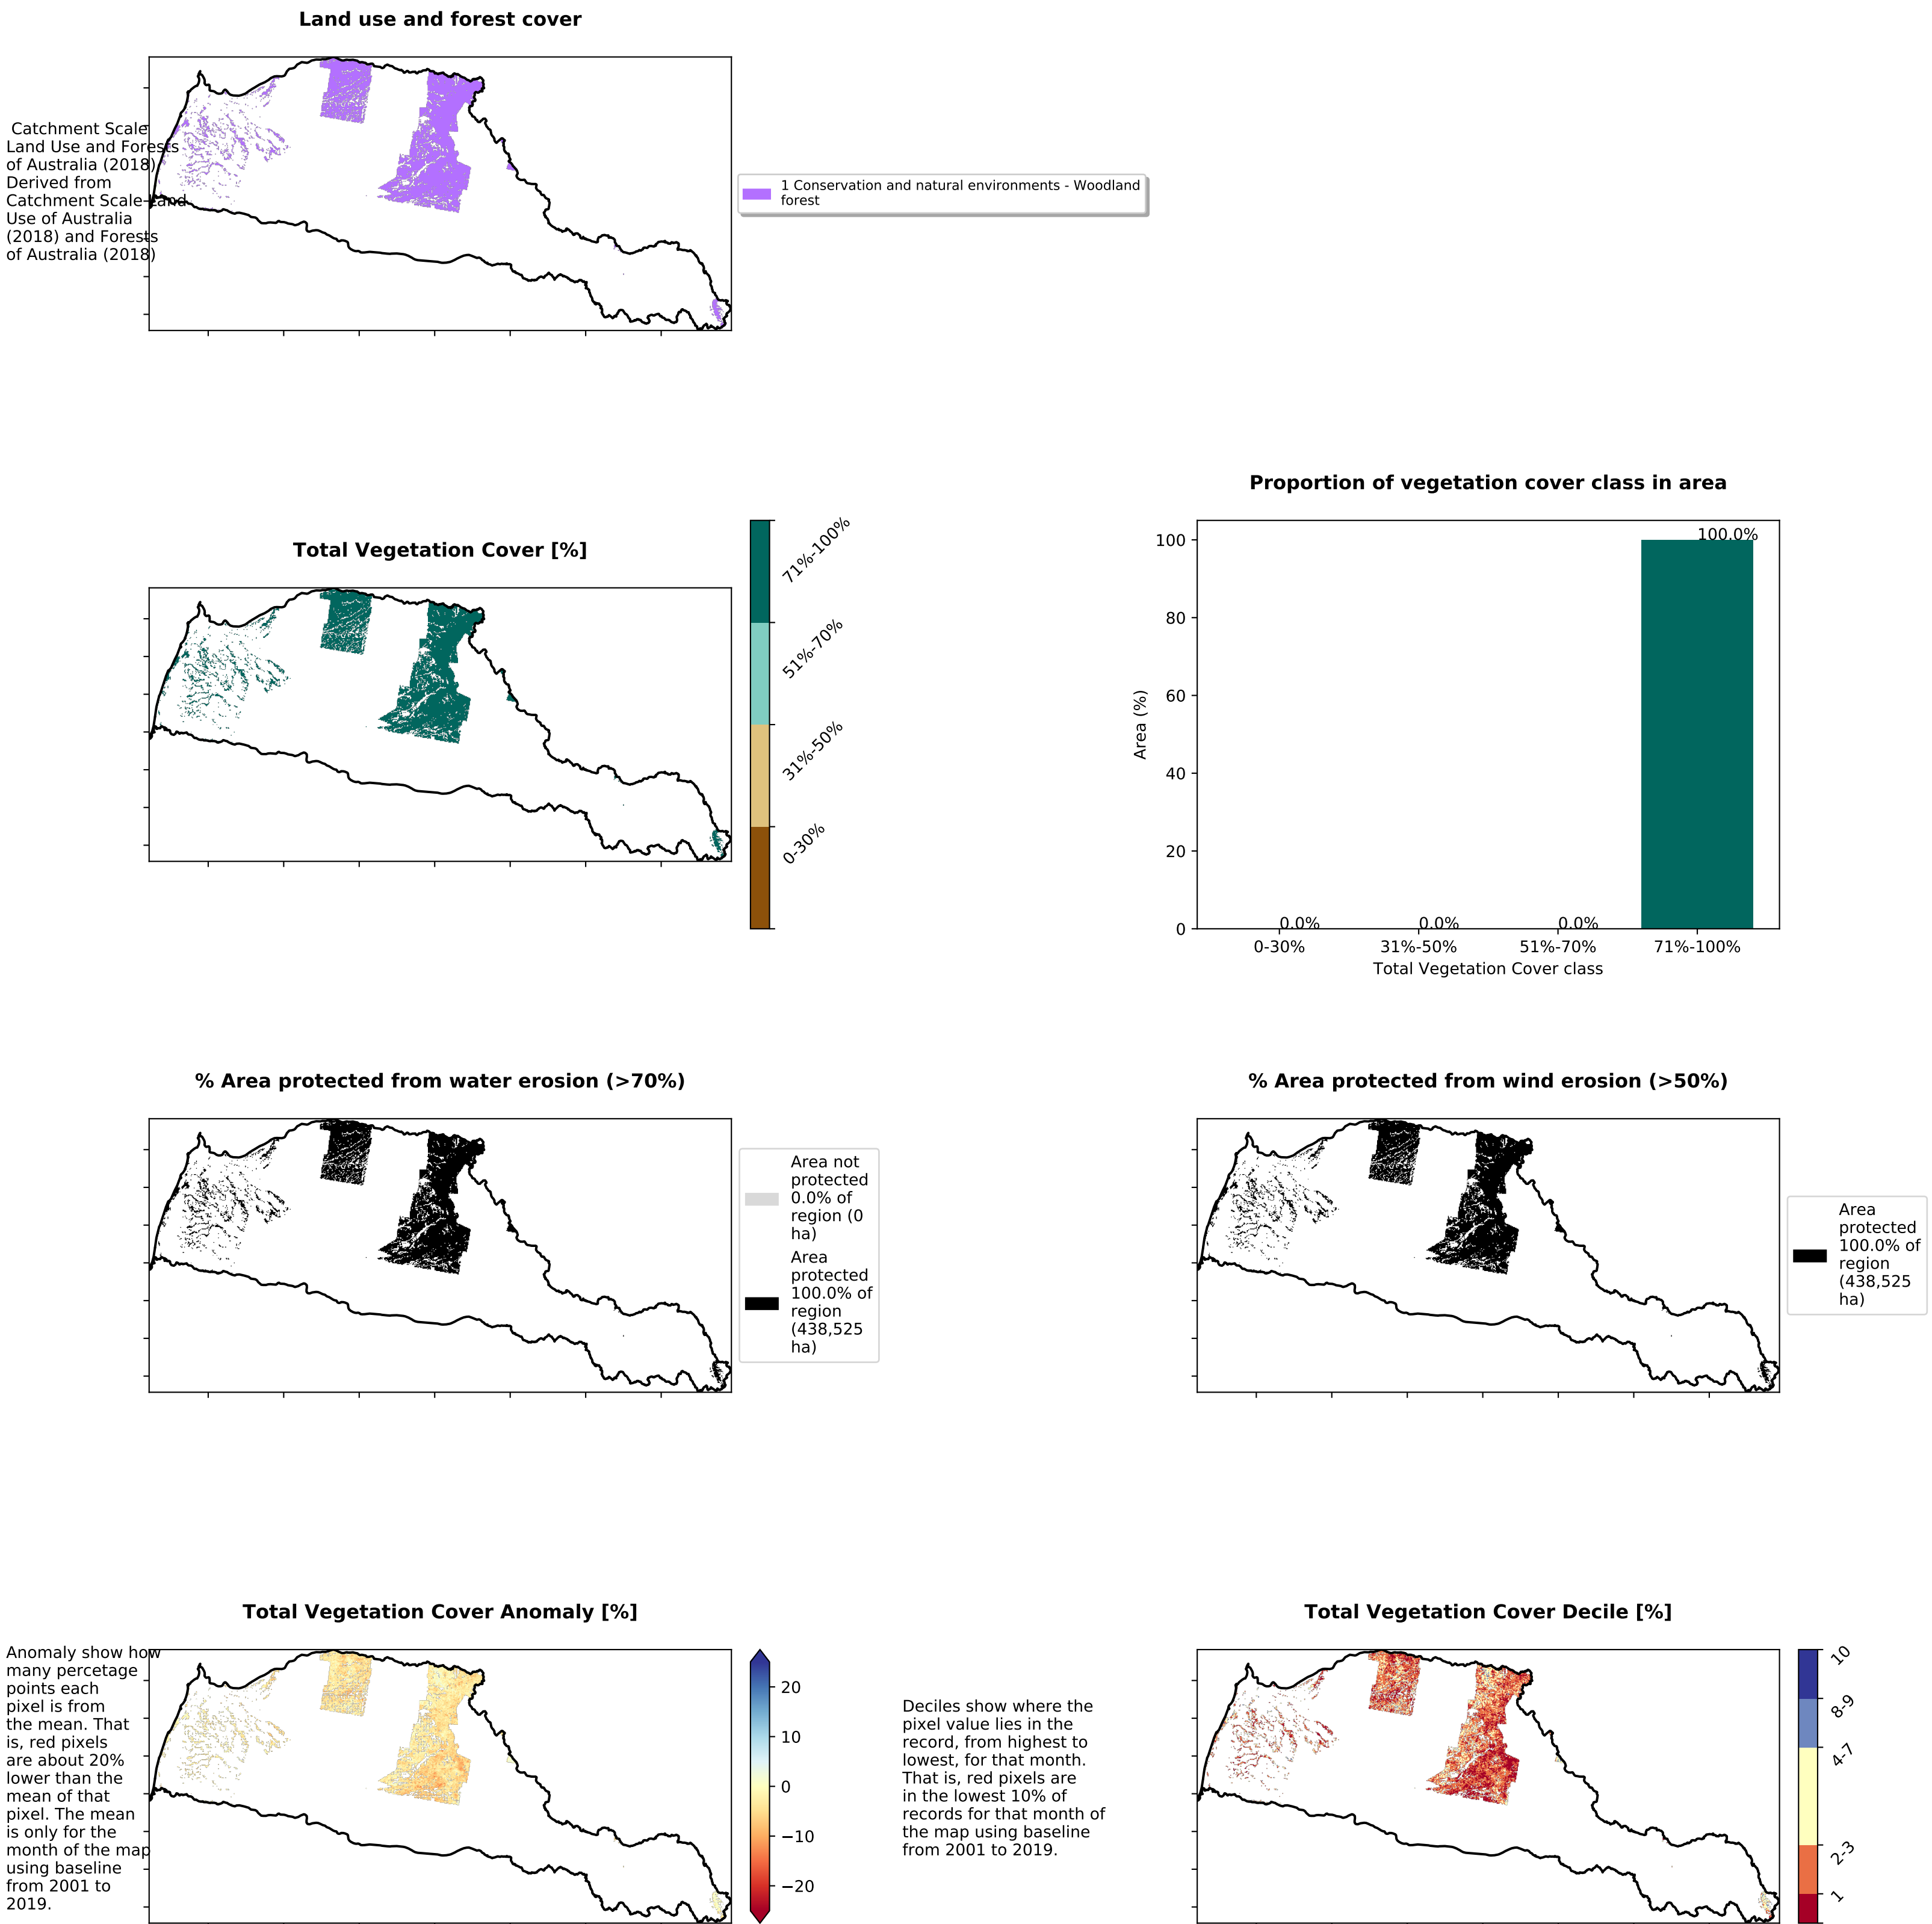 Land use and forest cover
Catchment Scale
Land Use and Forests
of Australia (2018)
Derived from
Catchment Scale Land
Use of Australia
(2018) and Forests
of Australia (2018)
1 Conservation and natural environments - Woodland
forest
Total Vegetation Cover [%]
71%-100%
51%-70%
31%-50%
0-30%
Proportion of vegetation cover class in area
Area (%)
100
80
60
40
20
0
0.0%
0.0%
0.0%
100.0%
0-30%
31%-50%
51%-70%
71%-100%
Total Vegetation Cover class
% Area protected from water erosion (>70%)
Area not
protected
0.0% of
region (0
ha)
Area
protected
100.0% of
region
(438,525
ha)
% Area protected from wind erosion (>50%)
Area
protected
100.0% of
region
(438,525
ha)
Total Vegetation Cover Anomaly [%]
Anomaly show how
many percetage
points each
pixel is from
the mean. That
is, red pixels
are about 20%
lower than the
mean of that
pixel. The mean
is only for the
month of the map
using baseline
from 2001 to
2019.
20
10
0
−10
−20
Total Vegetation Cover Decile [%]
Deciles show where the
pixel value lies in the
record, from highest to
lowest, for that month.
That is, red pixels are
in the lowest 10% of
records for that month of
the map using baseline
from 2001 to 2019.
10
8-9
4-7
2-3
1